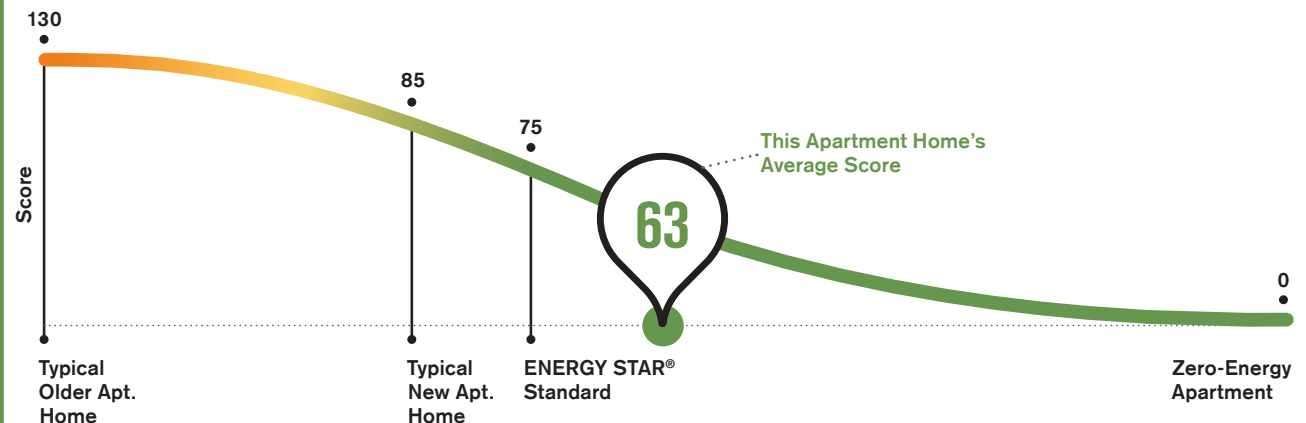 130
85
75
This Apartment Home's
Average Score
Score
63
0
Typical
Older Apt.
Home
Typical
New Apt.
Home
ENERGY STAR®
Standard
Zero-Energy
Apartment